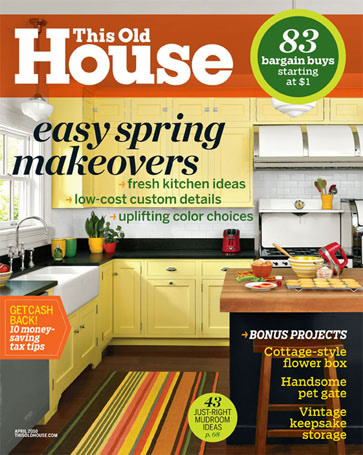 This Old
House
83
bargain buys
starting
at $1
easy spring
makeovers
fresh kitchen ideas
low-cost custom details
uplifting color choices
GET CASH
BACK!
10 money-
saving
tax tips
BONUS PROJECTS
Cottage-style
flower box
Handsome
pet gate
Vintage
keepsake
storage
43
JUST-RIGHT
MUDROOM
IDEAS
p. 68
APRIL 2010
THISOLDHOUSE.COM